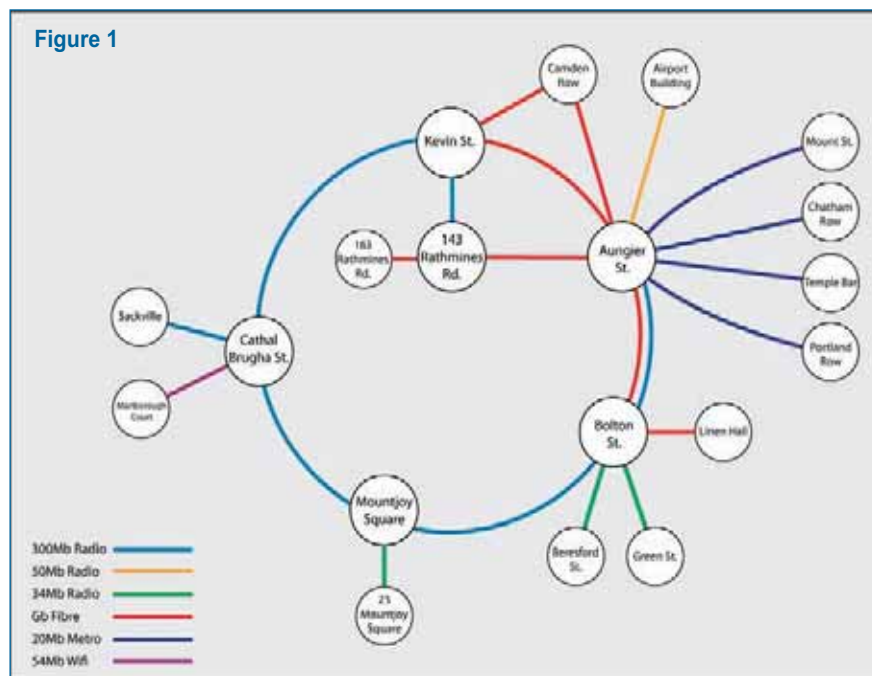 Figure 1
Camden
Row
Airport
Building
Kevin St.
Mount St.
Chatham
Row
163
Rathmines
Rd.
143
Rathmines
Rd.
Aungier
St.
Temple Bar
Sackville
Cathal
Brugha St.
Portland
Row
Marlborough
Court
Bolton
St.
Linen Hall
Mountjoy
Square
Beresford
St.
Green St.
25
Mountjoy
Square
300Mb Radio
50Mb Radio
34Mb Radio
Gb Fibre
20Mb Metro
54Mb Wifi